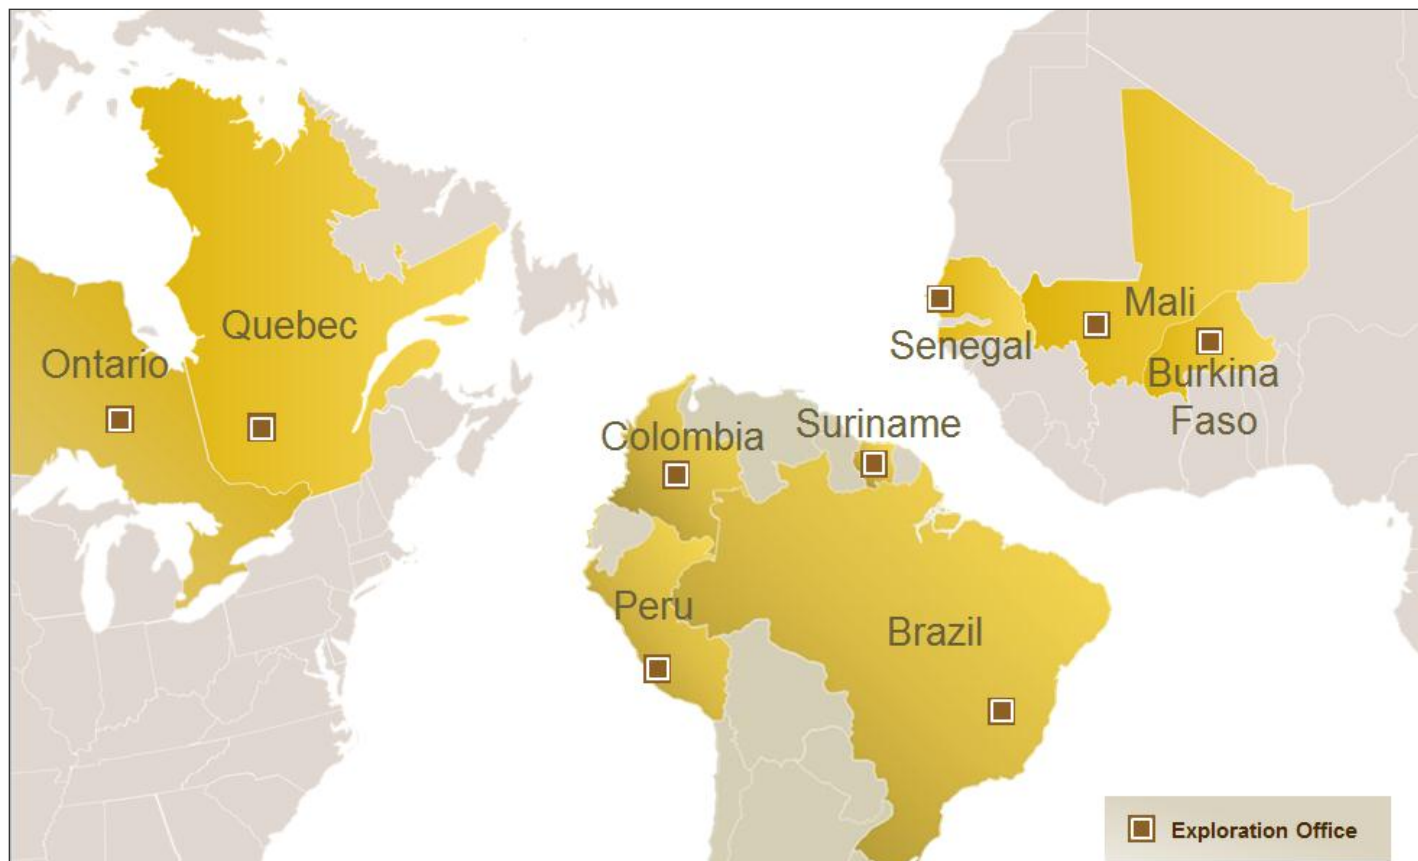 Quebec
Ontario
Mali
Senegal
Burkina
Faso
Suriname
Colombia
Peru
Brazil
Exploration Office